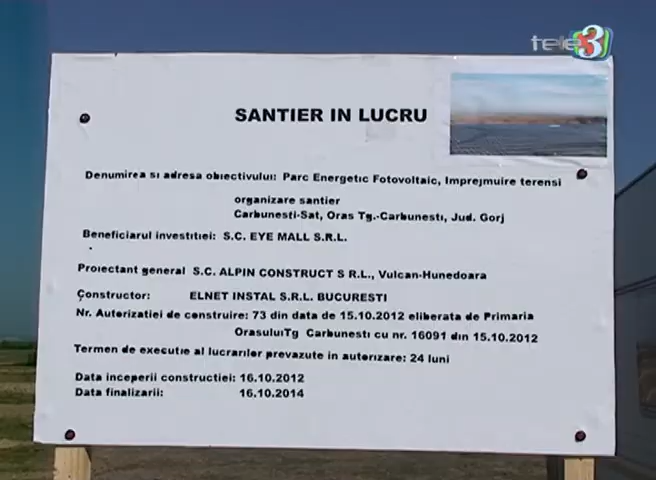 tele3
SANTIER IN LUCRU
Denumirea si adresa obiectivului: Parc Energetic Fotovoltaic, Imprejmuire terensi
organizare santier
Carbunesti-Sat, Oras Tg.-Carbunesti, Jud. Gorj
Beneficiarul investitiei: S.C. EYE MALL S.R.L.
Proiectant general S.C. ALPIN CONSTRUCT S R.L., Vulcan-Hunedoara
Constructor: ELNET INSTAL S.R.L. BUCURESTI
Nr. Autorizatiei de construire: 73 din data de 15.10.2012 eliberata de Primaria
OrasuluiTg Carbunesti cu nr. 16091 din 15.10.2012
Termen de executie al lucrarilor prevazute in autorizare: 24 luni
Data inceperii constructiei: 16.10.2012
Data finalizarii: 16.10.2014